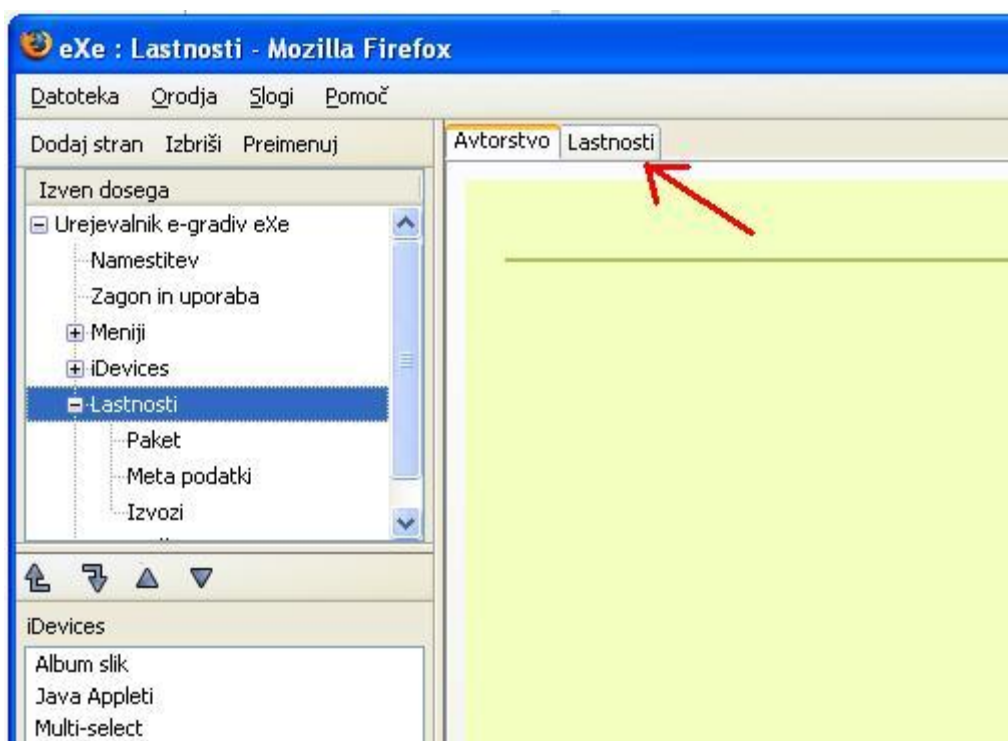 eXe : Lastnosti - Mozilla Firefox
Datoteka Orodja Slogi Pomoč
Dodaj stran Izbriši Preimenuj
Avtorstvo Lastnosti
Izven dosega
Urejevalnik e-gradiv eXe
Namestitev
Zagon in uporaba
Meniji
iDevices
Lastnosti
Paket
Meta podatki
Izvozi
iDevices
Album slik
Java Appleti
Multi-select